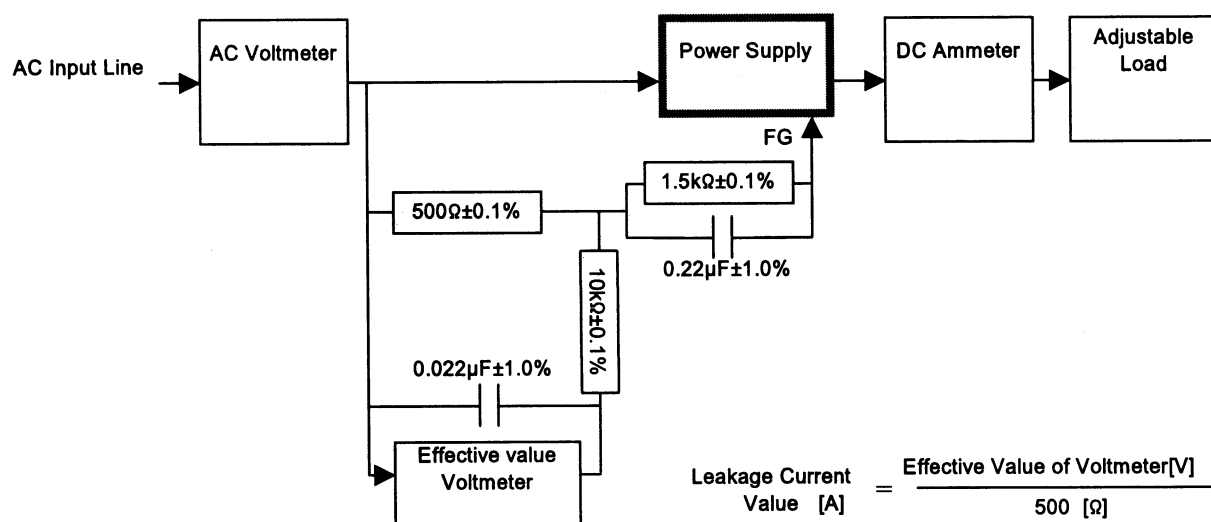 AC Input Line
AC Voltmeter
Power Supply
DC Ammeter
Adjustable
Load
FG
500Ω±0.1%
1.5kΩ±0.1%
0.22µF±1.0%
10kΩ±0.1%
0.022µF±1.0%
Effective value
Voltmeter
Leakage Current
Value [A]
=
Effective Value of Voltmeter[V]
500 [Ω]